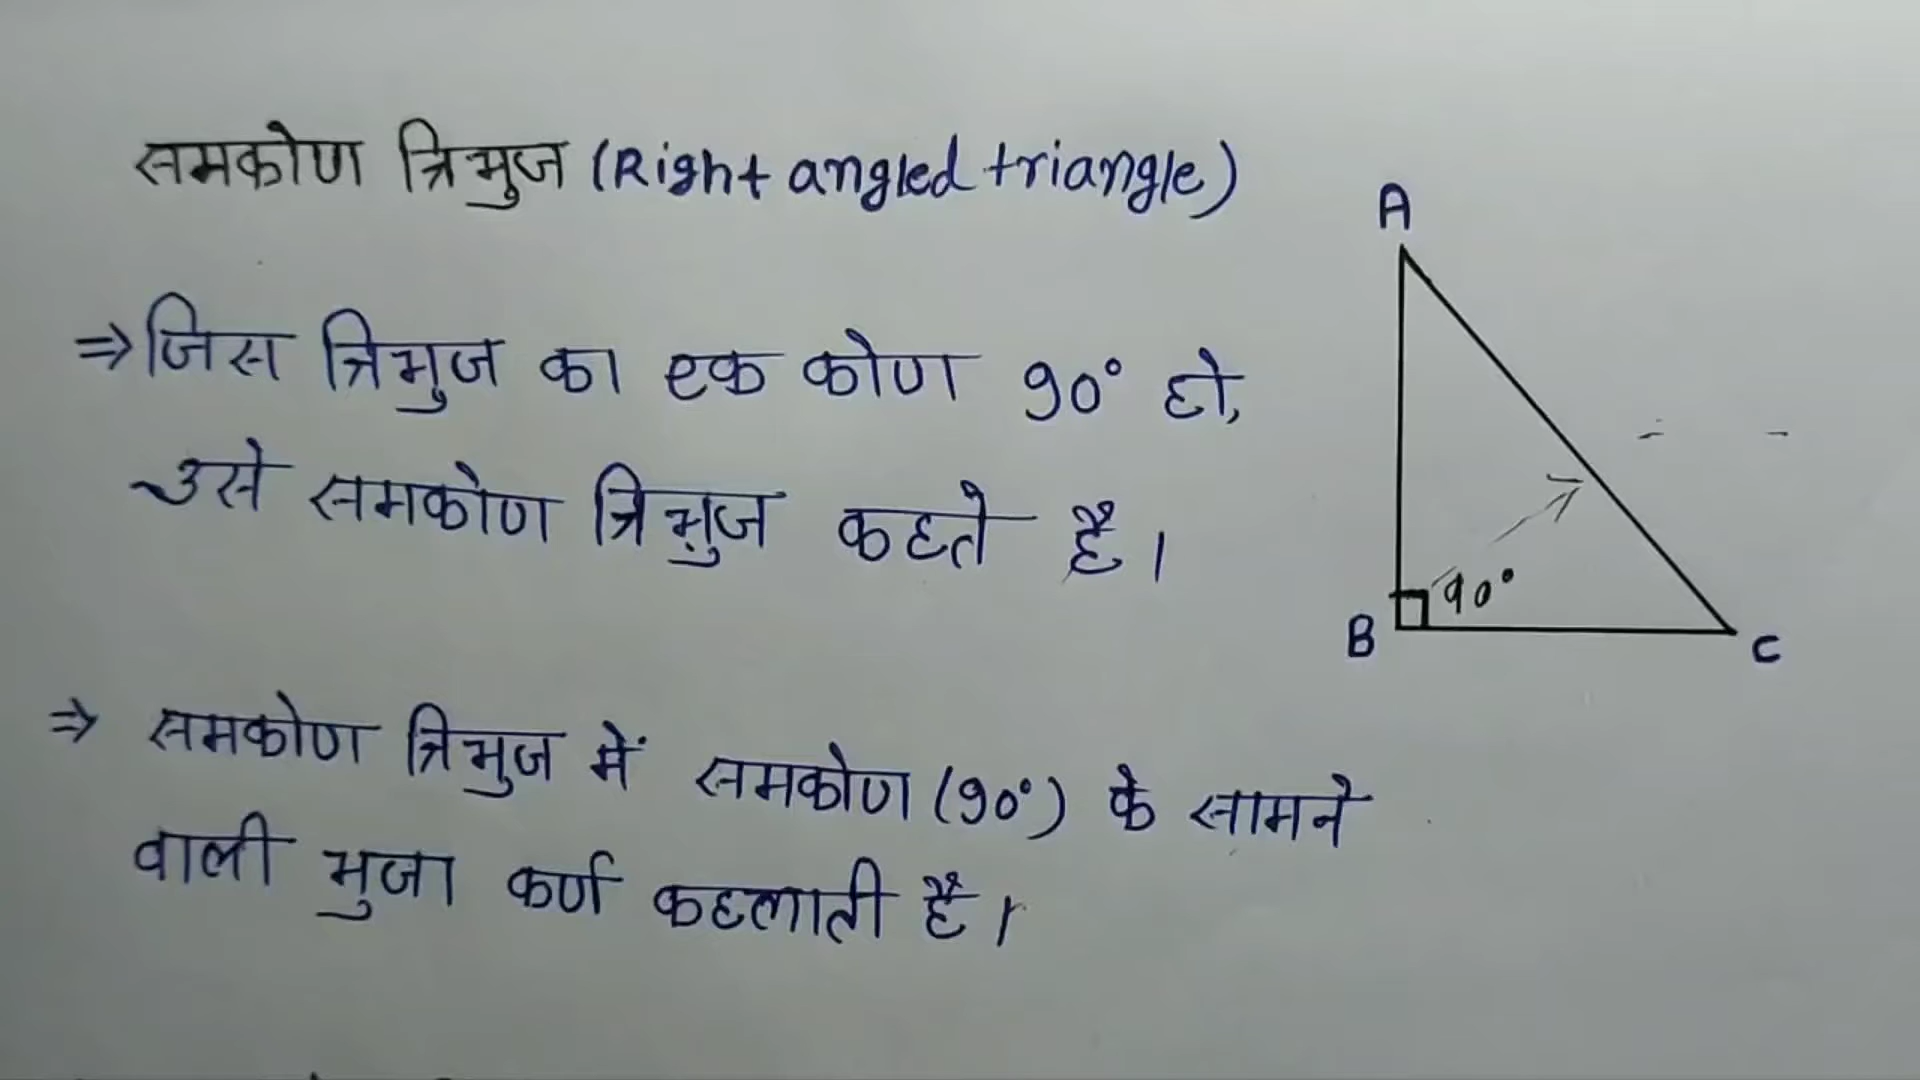 समकोण त्रिभुज (Right angled triangle)
⇒ जिस त्रिभुज का एक कोण 90° हो,
उसे समकोण त्रिभुज कहते हैं।
⇒ समकोण त्रिभुज में समकोण (90°) के सामने
वाली भुजा कर्ण कहलाती है।
A
90°
B
C